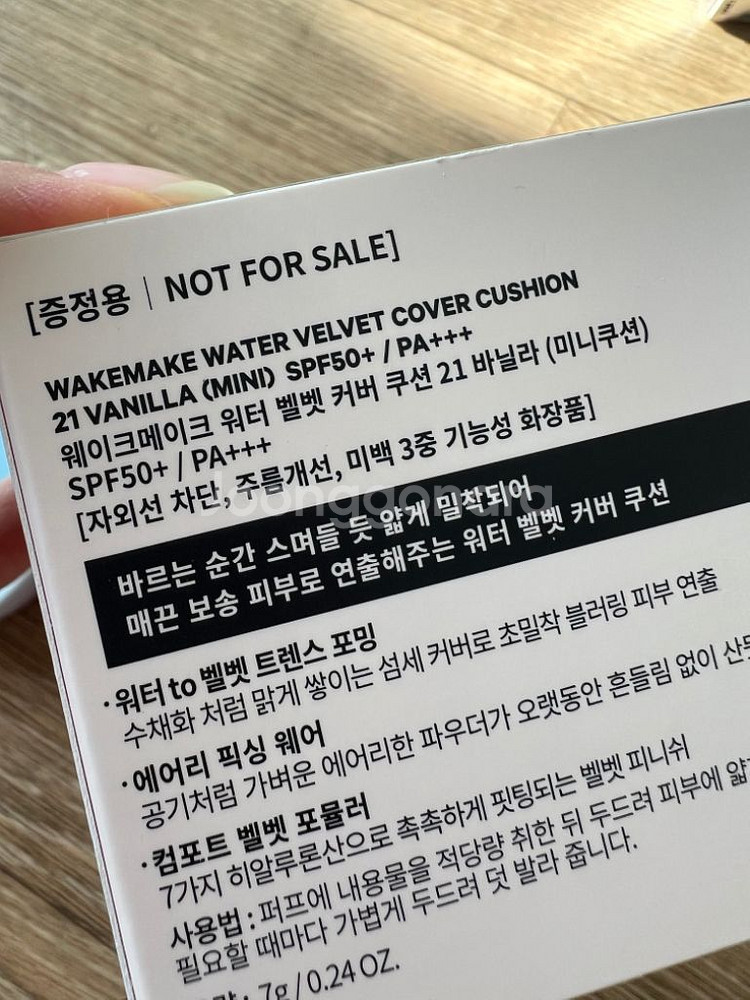 [증정용 | NOT FOR SALE]
WAKEMAKE WATER VELVET COVER CUSHION
21 VANILLA (MINI) SPF50+ / PA+++
웨이크메이크 워터 벨벳 커버 쿠션 21 바닐라 (미니쿠션)
SPF50+ / PA+++
[자외선 차단, 주름개선, 미백 3중 기능성 화장품]
Joonggonara
바르는 순간 스며들 듯 얇게 밀착되어
매끈 보송 피부로 연출해주는 워터 벨벳 커버 쿠션
·워터 to 벨벳 트렌스 포밍
수채화 처럼 맑게 쌓이는 섬세 커버로 초밀착 블러링 피부 연출
·에어리 픽싱 웨어
공기처럼 가벼운 에어리한 파우더가 오랫동안 흔들림 없이
·컴포트 벨벳 포뮬러
7가지 히알루론산으로 촉촉하게 핏팅되는 벨벳 피니쉬
사용법 : 퍼프에 내용물을 적당량 취한 뒤 두드려 피부에
필요할 때마다 가볍게 두드려 덧 발라 줍니다.
7g / 0.24 OZ.